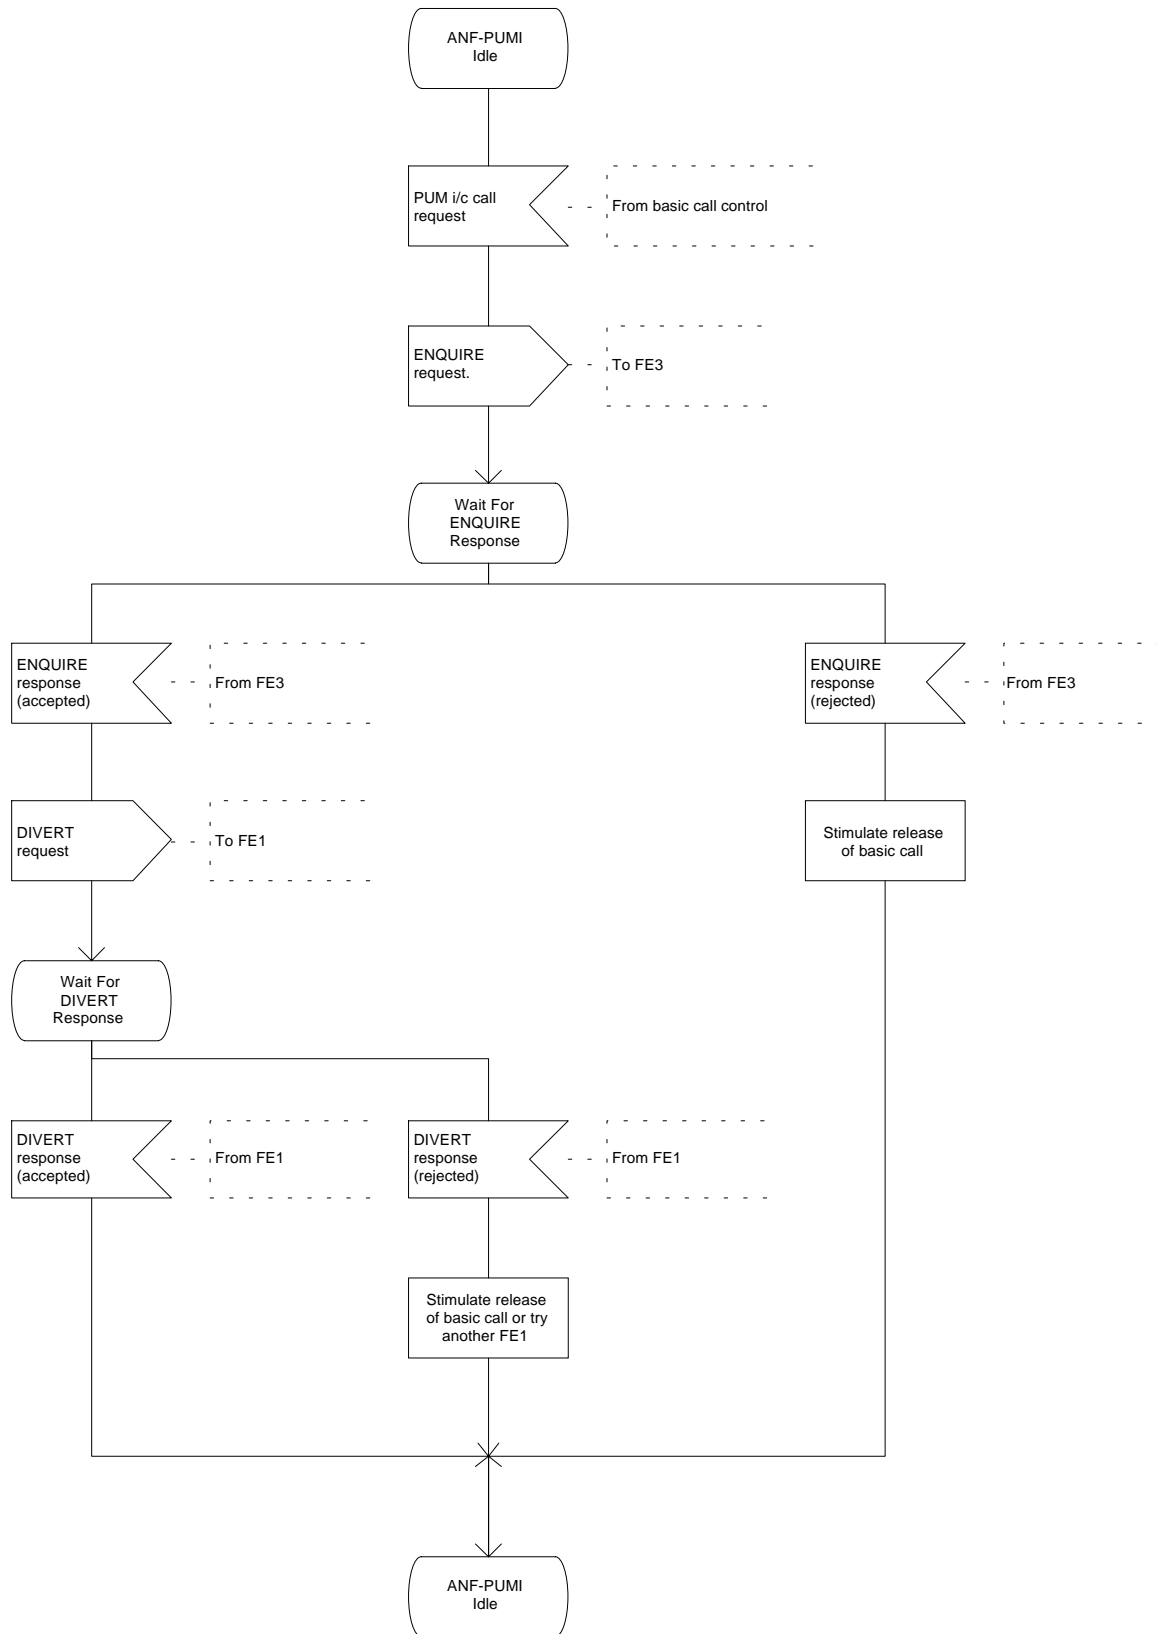 ANF-PUMI
Idle
PUM i/c call
request
From basic call control
ENQUIRE
request.
To FE3
Wait For
ENQUIRE
Response
ENQUIRE
response
(accepted)
From FE3
ENQUIRE
response
(rejected)
From FE3
DIVERT
request
To FE1
Stimulate release
of basic call
Wait For
DIVERT
Response
DIVERT
response
(accepted)
From FE1
DIVERT
response
(rejected)
From FE1
Stimulate release
of basic call or try
another FE1
ANF-PUMI
Idle